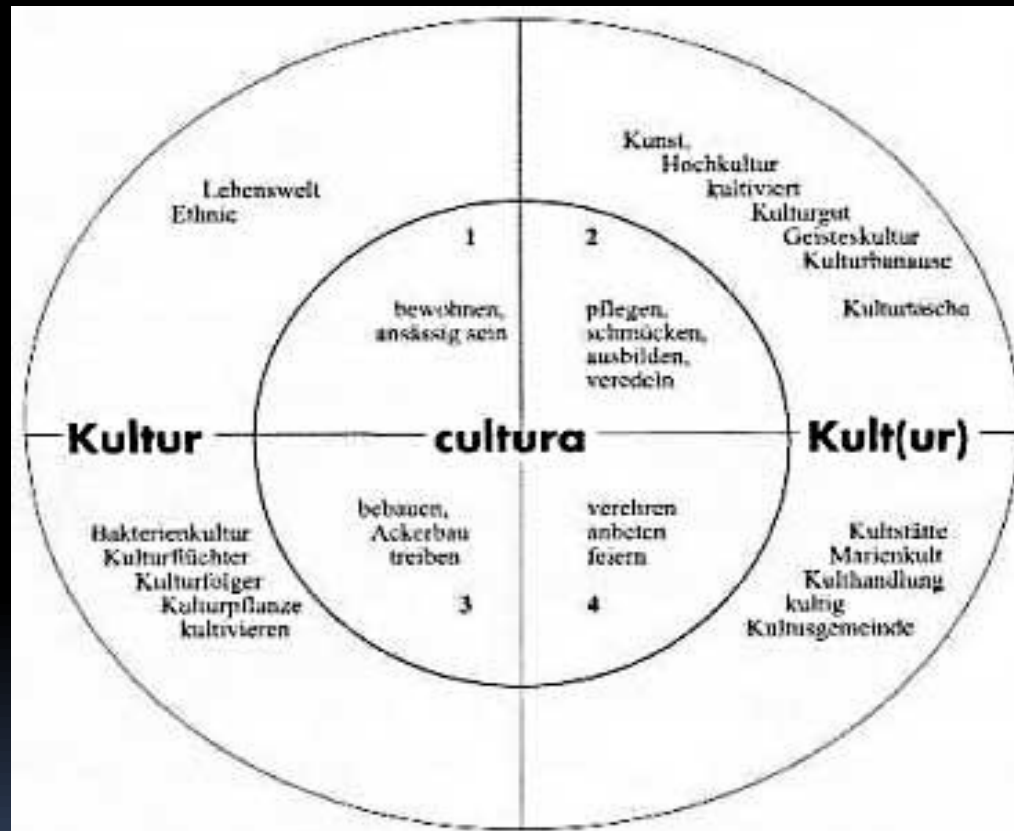 Lebenswelt
Ethnie
1
bewohnen,
ansässig sein
Kunst,
Hochkultur
kultiviert
Kulturgut
Geisteskultur
Kulturbanause
Kulturtasche
2
pflegen,
schmücken,
ausbilden,
veredeln
Kultur
cultura
Kult(ur)
Bakterienkultur
Kulturflüchter
Kulturfolger
Kulturpflanze
kultivieren
bebauen,
Ackerbau
treiben
3
verehren
anbeten
feiern
4
Kultstätte
Marienkult
Kulthandlung
kultig
Kultusgemeinde